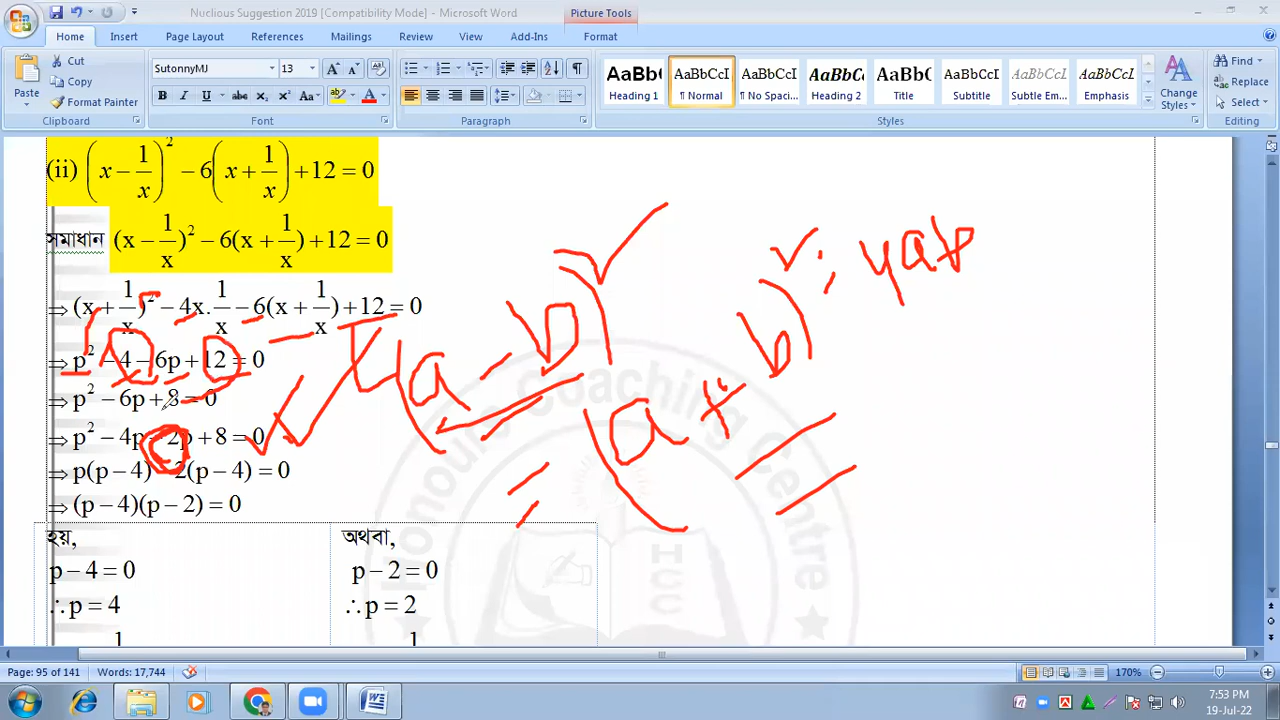 Nuclious Suggestion 2019 [Compatibility Mode] - Microsoft Word
Picture Tools
Home Insert Page Layout References Mailings Review View Add-Ins Format
Paste
Cut
Copy
Format Painter
Clipboard
SutonnyMJ 13
Font
Paragraph
AaBbCcI AaBbCcI AaBbCcI AaBbCcI AaBbCcI AaBbCcI AaBbCcI
Heading 1 ¶ Normal ¶ No Spaci... Heading 2 Title Subtitle Subtle Em... Emphasis
Change Styles
Styles
Find
Replace
Select
Editing
(ii) (x − 1/x)² − 6(x + 1/x) + 12 = 0
সমাধান (x − 1/x)² − 6(x + 1/x) + 12 = 0
⇒ (x + 1/x)² − 4x.1/x − 6(x + 1/x) + 12 = 0
⇒ p² − 4 − 6p + 12 = 0
⇒ p² − 6p + 8 = 0
⇒ p² − 4p − 2p + 8 = 0
⇒ p(p − 4) − 2(p − 4) = 0
⇒ (p − 4)(p − 2) = 0
হয়, অথবা,
p − 4 = 0 p − 2 = 0
∴ p = 4 ∴ p = 2
1 1
(a - b)
= (a + b)
HCC
Page: 95 of 141 Words: 17,744 170%
7:53 PM
19-Jul-22